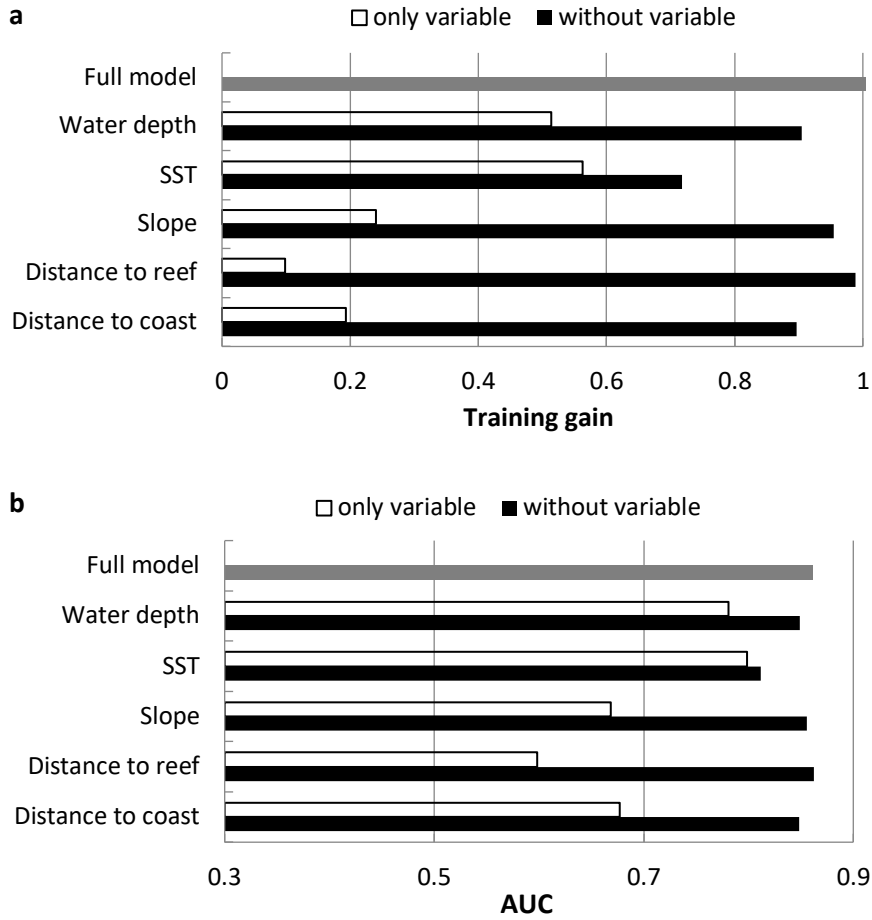 a
only variable without variable
Full model
Water depth
SST
Slope
Distance to reef
Distance to coast
0 0.2 0.4 0.6 0.8 1
Training gain
b
only variable without variable
Full model
Water depth
SST
Slope
Distance to reef
Distance to coast
0.3 0.5 0.7 0.9
AUC